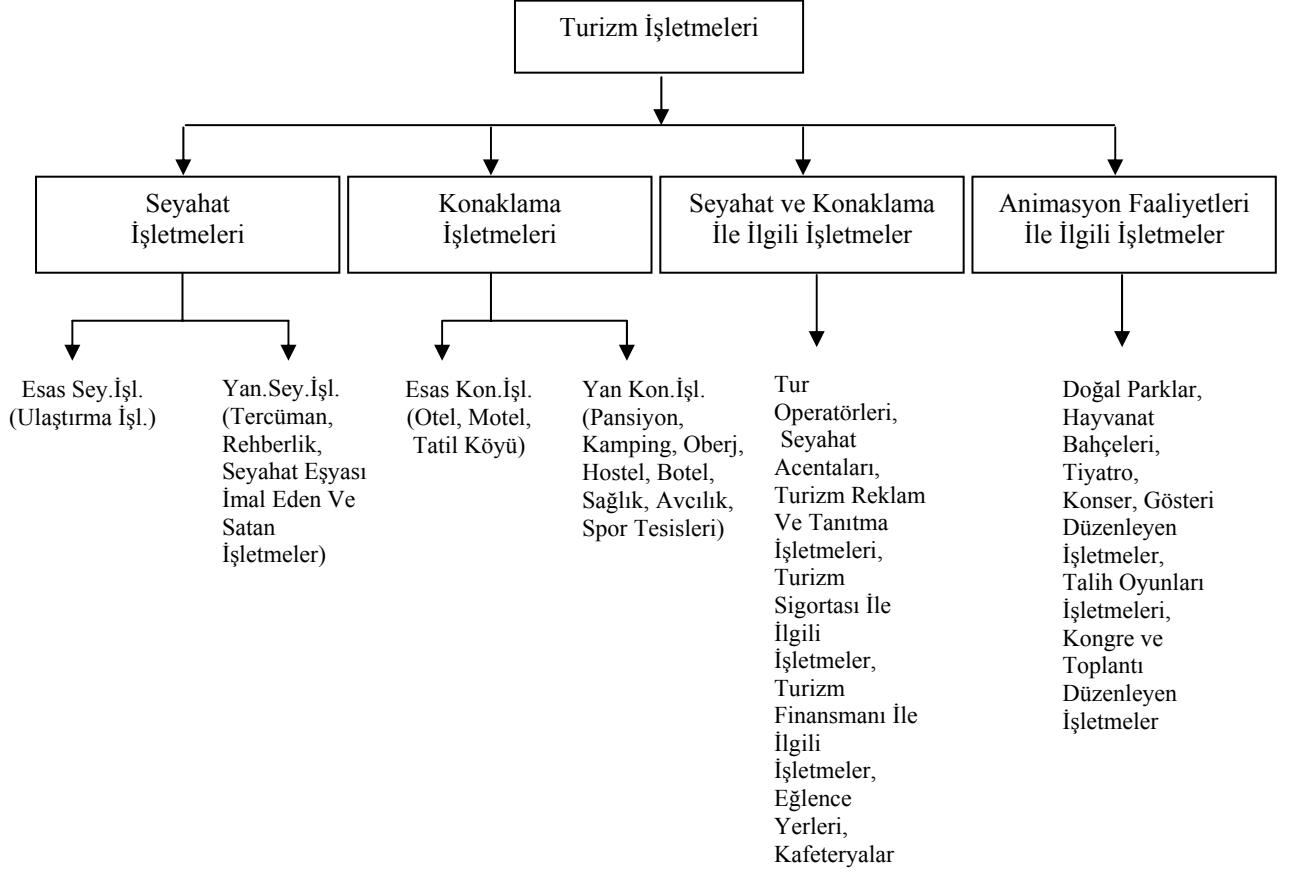 Turizm İşletmeleri
Seyahat
İşletmeleri
Konaklama
İşletmeleri
Seyahat ve Konaklama
İle İlgili İşletmeler
Animasyon Faaliyetleri
İle İlgili İşletmeler
Esas Sey.İşl.
(Ulaştırma İşl.)
Yan.Sey.İşl.
(Tercüman,
Rehberlik,
Seyahat Eşyası
İmal Eden Ve
Satan
İşletmeler)
Esas Kon.İşl.
(Otel, Motel,
Tatil Köyü)
Yan Kon.İşl.
(Pansiyon,
Kamping, Oberj,
Hostel, Botel,
Sağlık, Avcılık,
Spor Tesisleri)
Tur
Operatörleri,
Seyahat
Acentaları,
Turizm Reklam
Ve Tanıtma
İşletmeleri,
Turizm
Sigortası İle
İlgili
İşletmeler,
Turizm
Finansmanı İle
İlgili
İşletmeler,
Eğlence
Yerleri,
Kafeteryalar
Doğal Parklar,
Hayvanat
Bahçeleri,
Tiyatro,
Konser, Gösteri
Düzenleyen
İşletmeler,
Talih Oyunları
İşletmeleri,
Kongre ve
Toplantı
Düzenleyen
İşletmeler